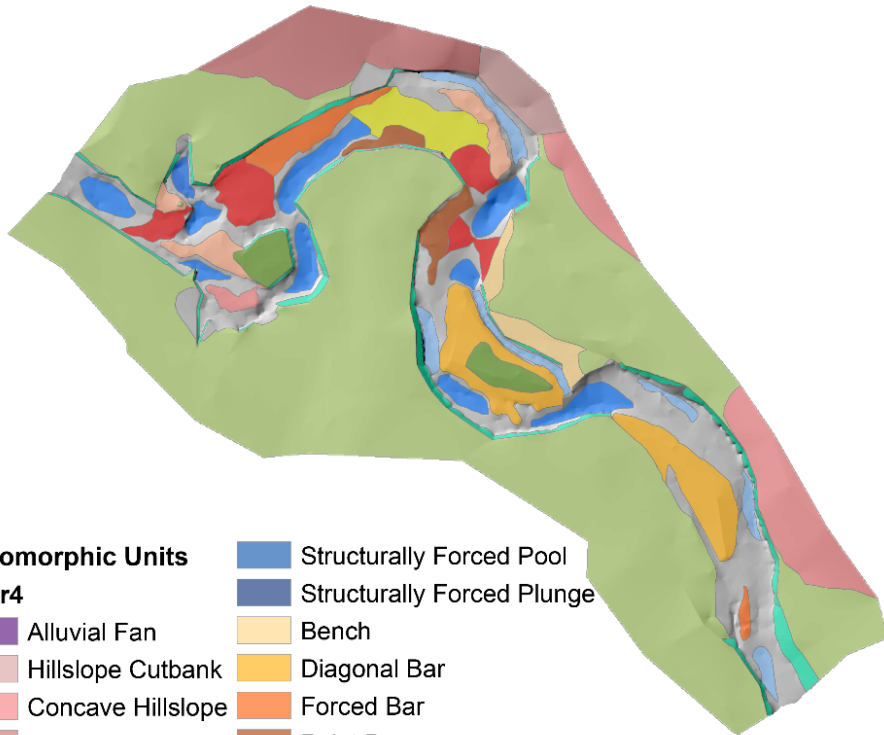 omorphic Units
r4
Alluvial Fan
Hillslope Cutbank
Concave Hillslope
Structurally Forced Pool
Structurally Forced Plunge
Bench
Diagonal Bar
Forced Bar